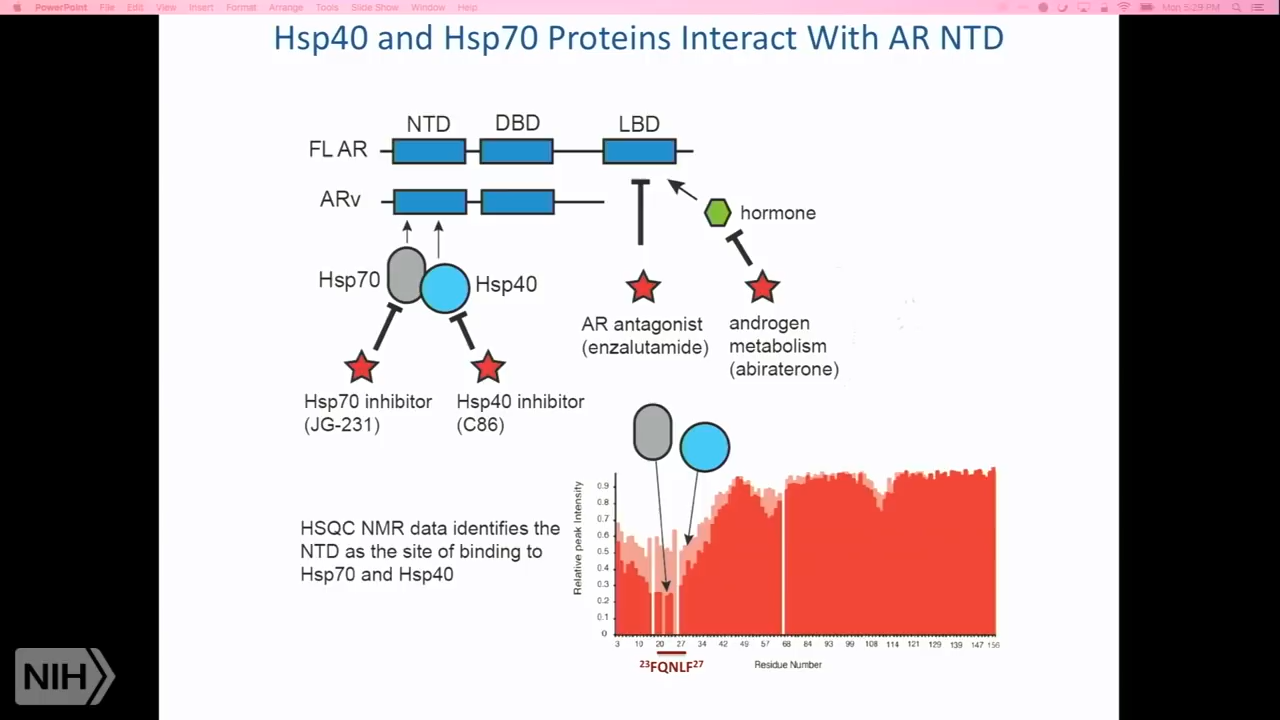 PowerPoint File Edit View Insert Format Arrange Tools Slide Show Window Help Mon 5:29 PM
Hsp40 and Hsp70 Proteins Interact With AR NTD
NTD DBD LBD
FL AR
ARv
hormone
Hsp70 Hsp40
AR antagonist
(enzalutamide)
androgen
metabolism
(abiraterone)
Hsp70 inhibitor
(JG-231)
Hsp40 inhibitor
(C86)
HSQC NMR data identifies the
NTD as the site of binding to
Hsp70 and Hsp40
Relative peak Intensity
0.9
0.8
0.7
0.6
0.5
0.4
0.3
0.2
0.1
0
3 10 20 27 34 42 49 57 68 84 93 99 108 114 121 129 139 147 156
23FQNLF27
Residue Number
NIH